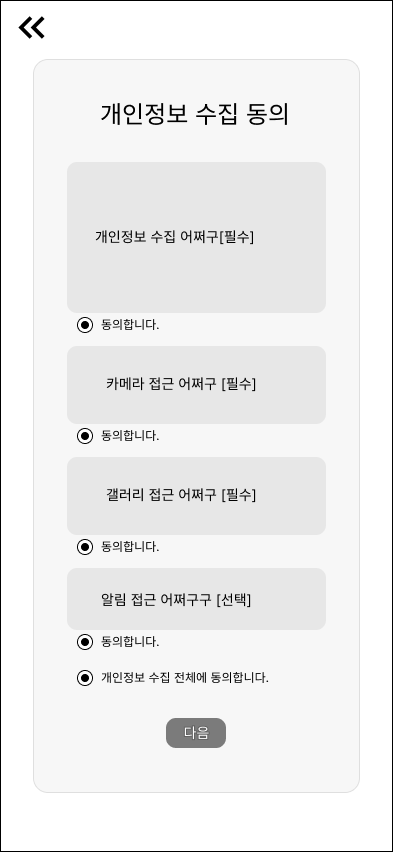 개인정보 수집 동의
개인정보 수집 어쩌구[필수]
동의합니다.
카메라 접근 어쩌구 [필수]
동의합니다.
갤러리 접근 어쩌구 [필수]
동의합니다.
알림 접근 어쩌구구 [선택]
동의합니다.
개인정보 수집 전체에 동의합니다.
다음